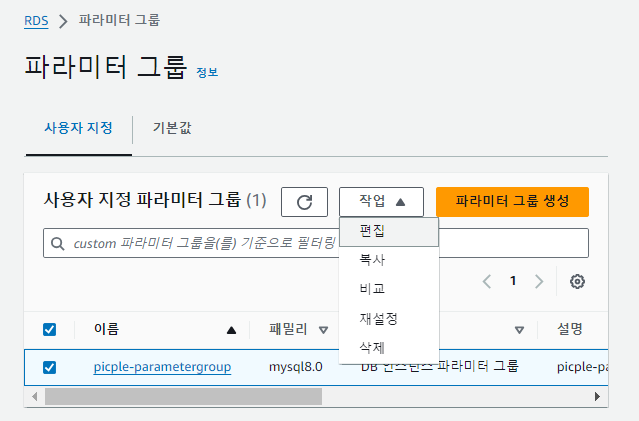 RDS > 파라미터 그룹
파라미터 그룹 정보
사용자 지정 기본값
사용자 지정 파라미터 그룹 (1) 작업 파라미터 그룹 생성
custom 파라미터 그룹을(를) 기준으로 필터링
편집
복사
비교
재설정
삭제
1
이름 패밀리 설명
picple-parametergroup mysql8.0 DB 인스턴스 파라미터 그룹 picple-pa